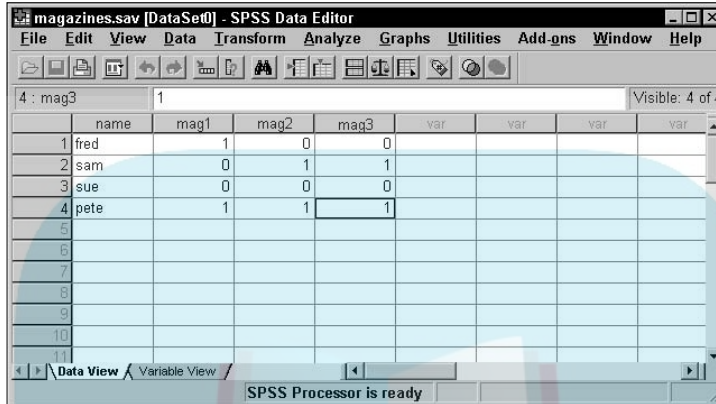 magazines.sav [DataSet0] - SPSS Data Editor
File Edit View Data Transform Analyze Graphs Utilities Add-ons Window Help
4 : mag3 1 Visible: 4 of
name mag1 mag2 mag3 var var var var
1 fred 1 0 0
2 sam 0 1 1
3 sue 0 0 0
4 pete 1 1 1
5
6
7
8
9
10
11
Data View Variable View
SPSS Processor is ready